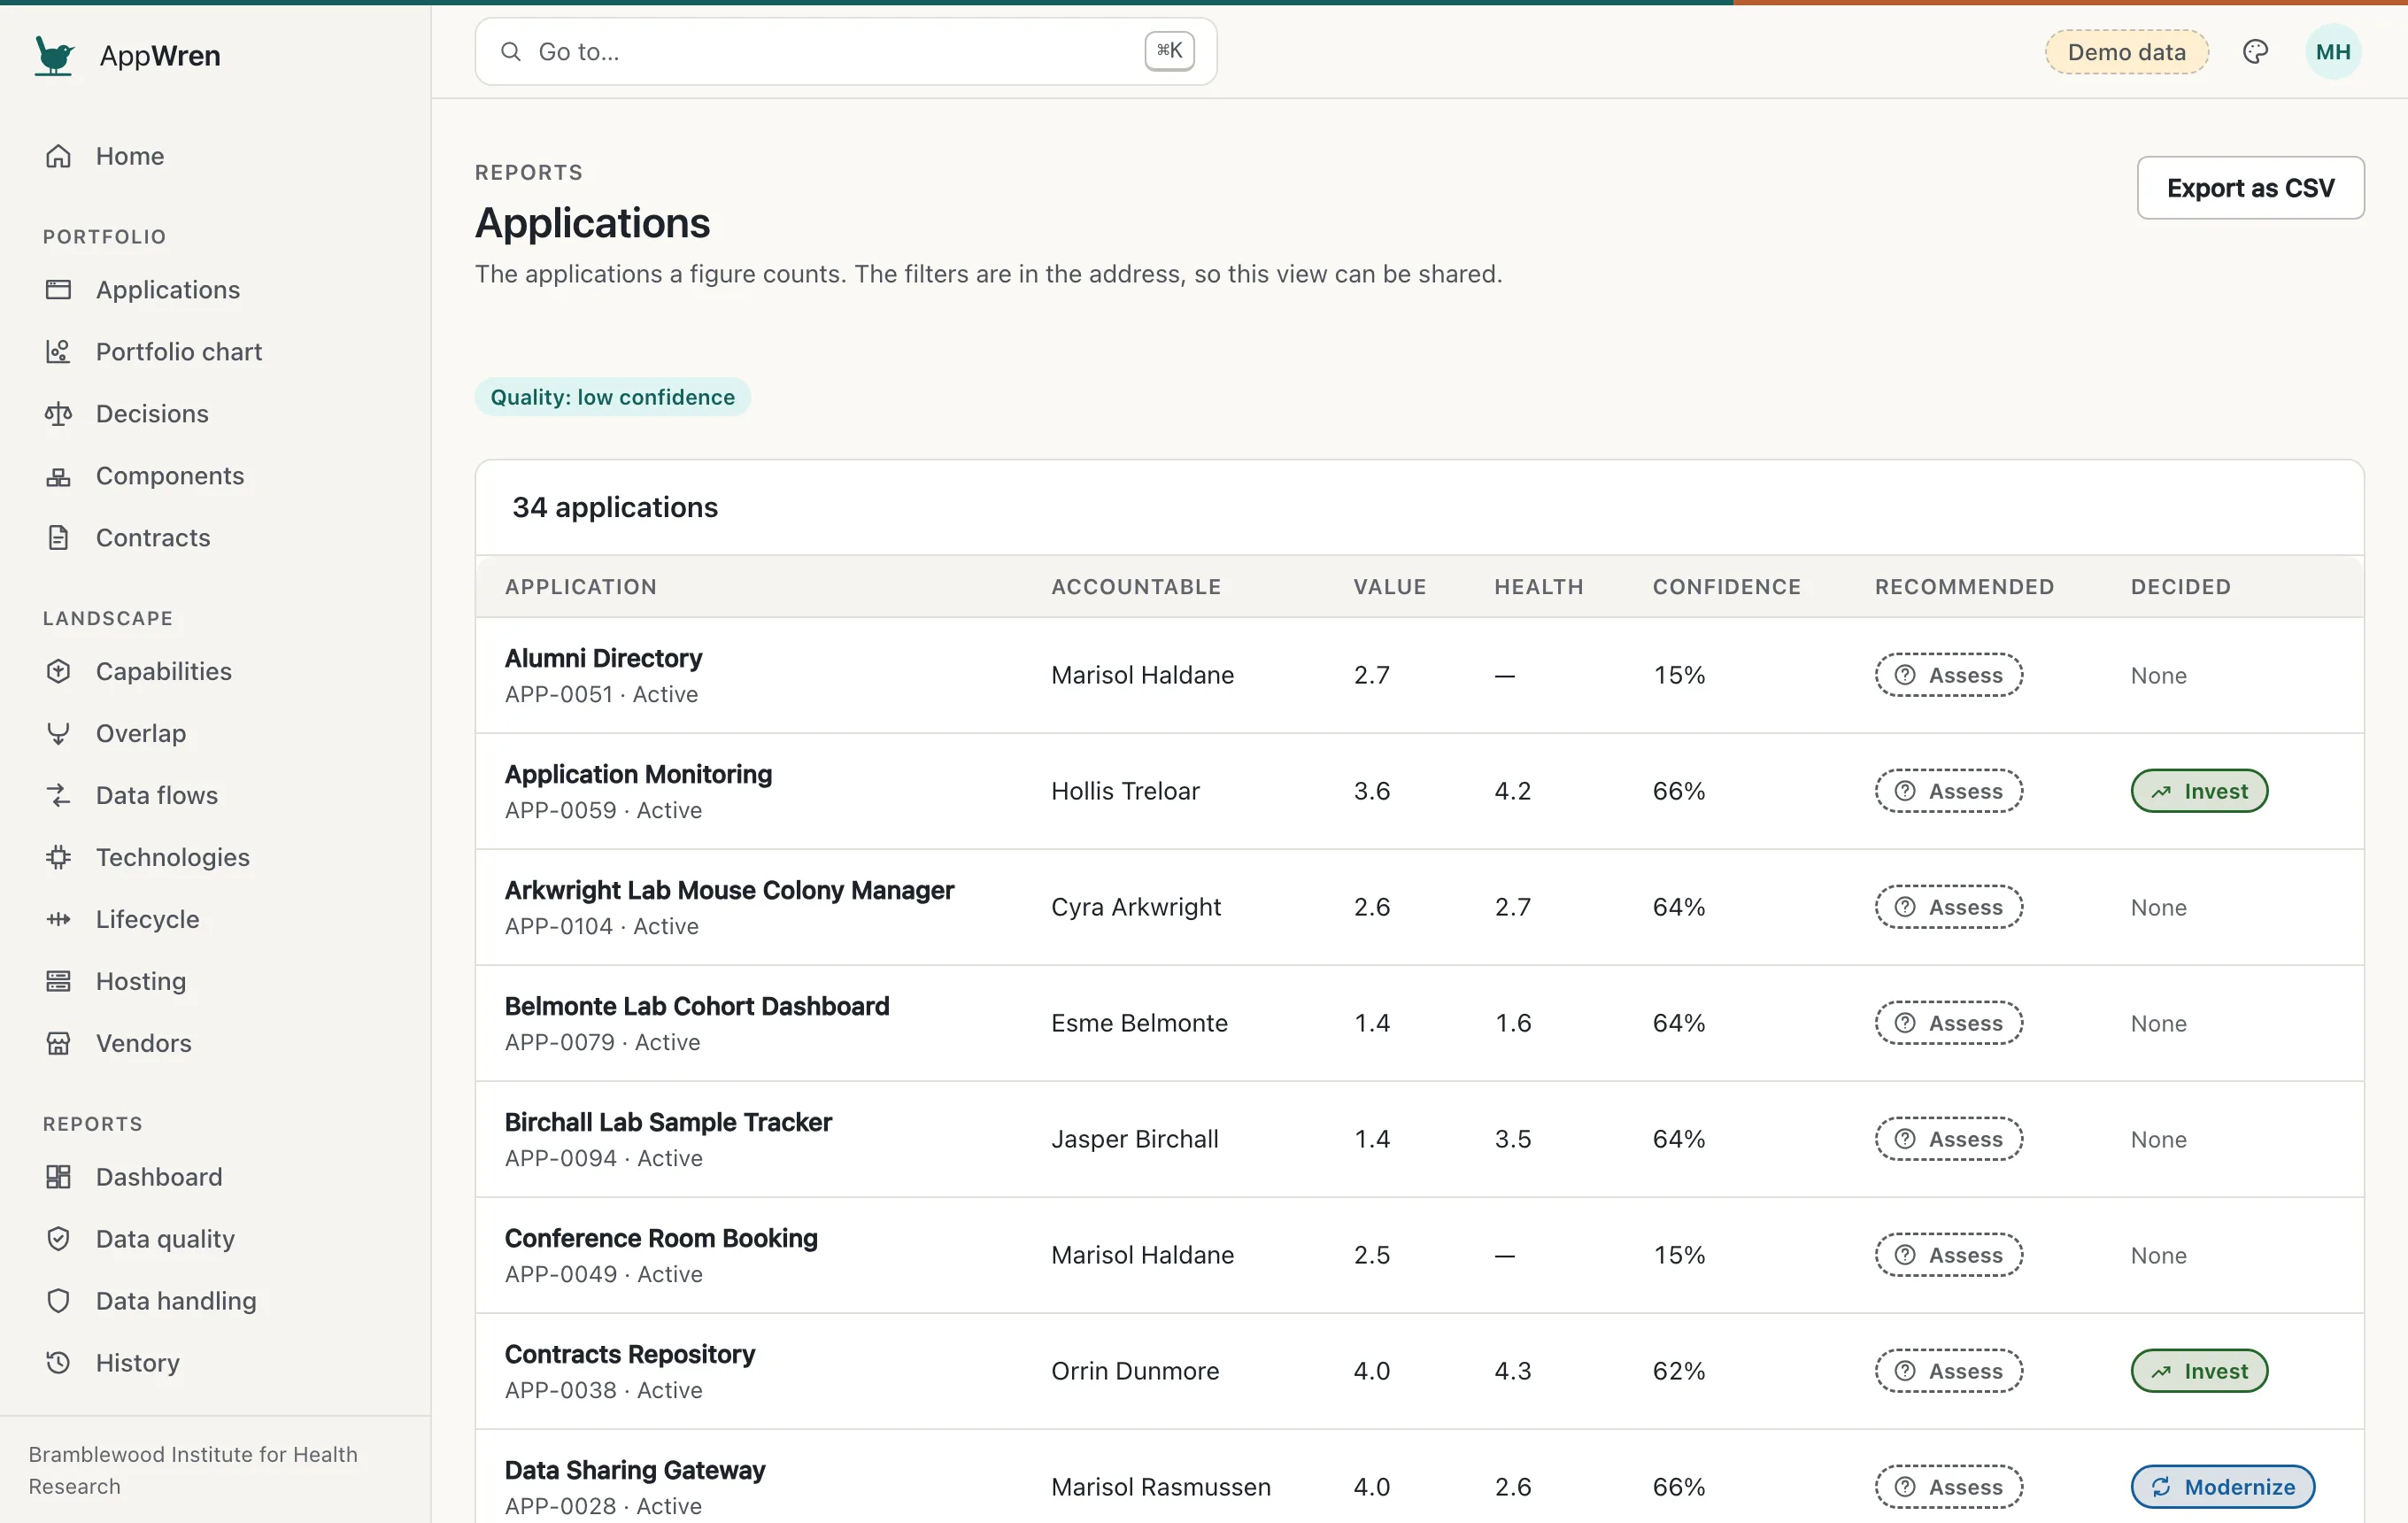 AppWren
Go to...
⌘K
Demo data
MH
Home
PORTFOLIO
Applications
Portfolio chart
Decisions
Components
Contracts
LANDSCAPE
Capabilities
Overlap
Data flows
Technologies
Lifecycle
Hosting
Vendors
REPORTS
Dashboard
Data quality
Data handling
History
Bramblewood Institute for Health
Research
REPORTS
Applications
The applications a figure counts. The filters are in the address, so this view can be shared.
Export as CSV
Quality: low confidence
34 applications
APPLICATION ACCOUNTABLE VALUE HEALTH CONFIDENCE RECOMMENDED DECIDED
Alumni Directory
APP-0051 · Active
Marisol Haldane 2.7 — 15% Assess None
Application Monitoring
APP-0059 · Active
Hollis Treloar 3.6 4.2 66% Assess Invest
Arkwright Lab Mouse Colony Manager
APP-0104 · Active
Cyra Arkwright 2.6 2.7 64% Assess None
Belmonte Lab Cohort Dashboard
APP-0079 · Active
Esme Belmonte 1.4 1.6 64% Assess None
Birchall Lab Sample Tracker
APP-0094 · Active
Jasper Birchall 1.4 3.5 64% Assess None
Conference Room Booking
APP-0049 · Active
Marisol Haldane 2.5 — 15% Assess None
Contracts Repository
APP-0038 · Active
Orrin Dunmore 4.0 4.3 62% Assess Invest
Data Sharing Gateway
APP-0028 · Active
Marisol Rasmussen 4.0 2.6 66% Assess Modernize